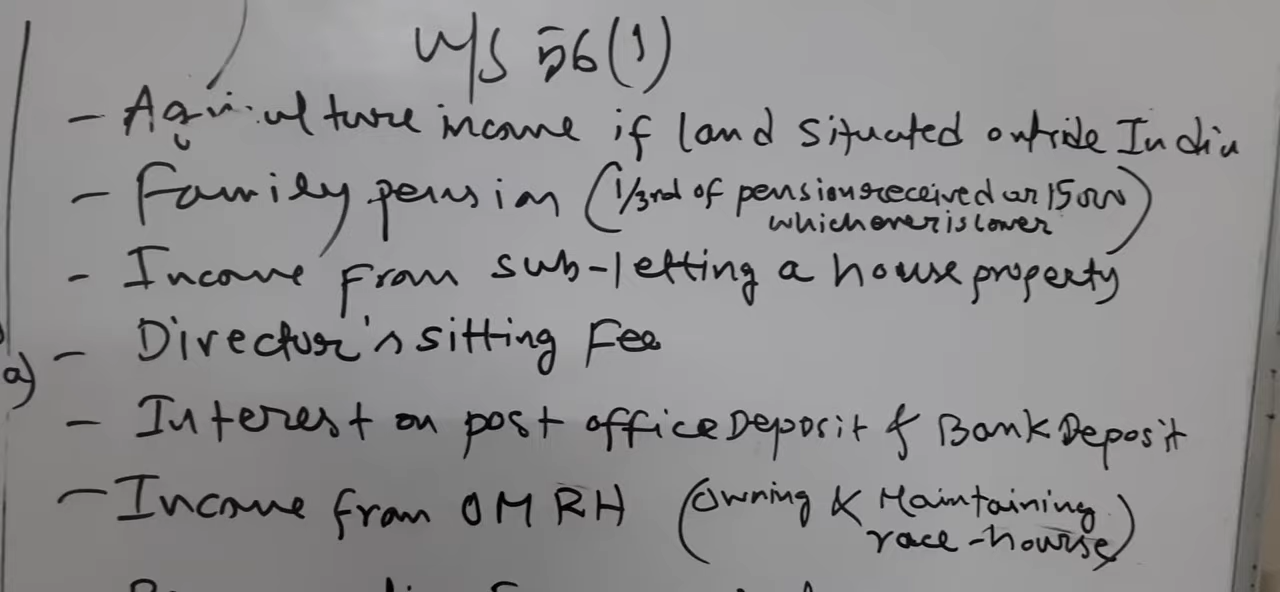 U/S 56(1)
- Agriculture income if land situated outside India
- Family pension (1/3rd of pension received or 15000
whichever is lower)
- Income from sub-letting a house property
- Director's sitting Fee
a)
- Interest on post office Deposit & Bank Deposit
- Income from OMRH (Owning & Maintaining
race-hourse)